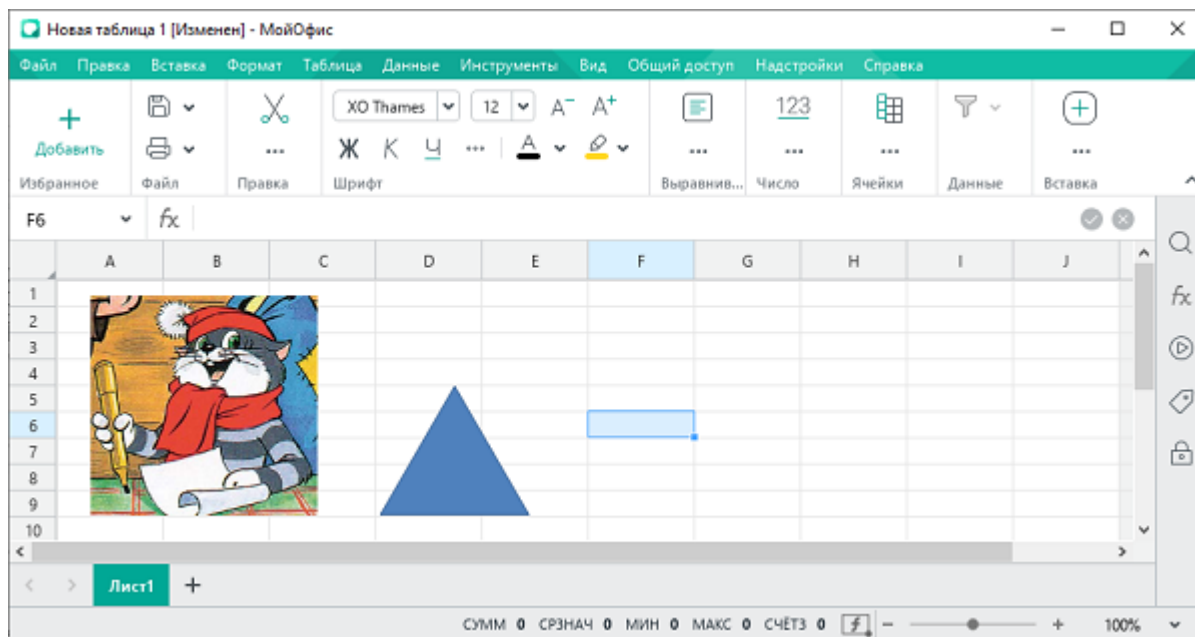 Новая таблица 1 [Изменен] - МойОфис
Файл Правка Вставка Формат Таблица Данные Инструменты Вид Общий доступ Надстройки Справка
XO Thames 12 A⁻ A⁺ 123
Добавить Ж К Ч ••• A
Избранное Файл Правка Шрифт Выравнив... Число Ячейки Данные Вставка
F6 fx
A B C D E F G H I J
1
2
3
4
5
6
7
8
9
10
Лист1
СУММ 0 СРЗНАЧ 0 МИН 0 МАКС 0 СЧЁТЗ 0 100%